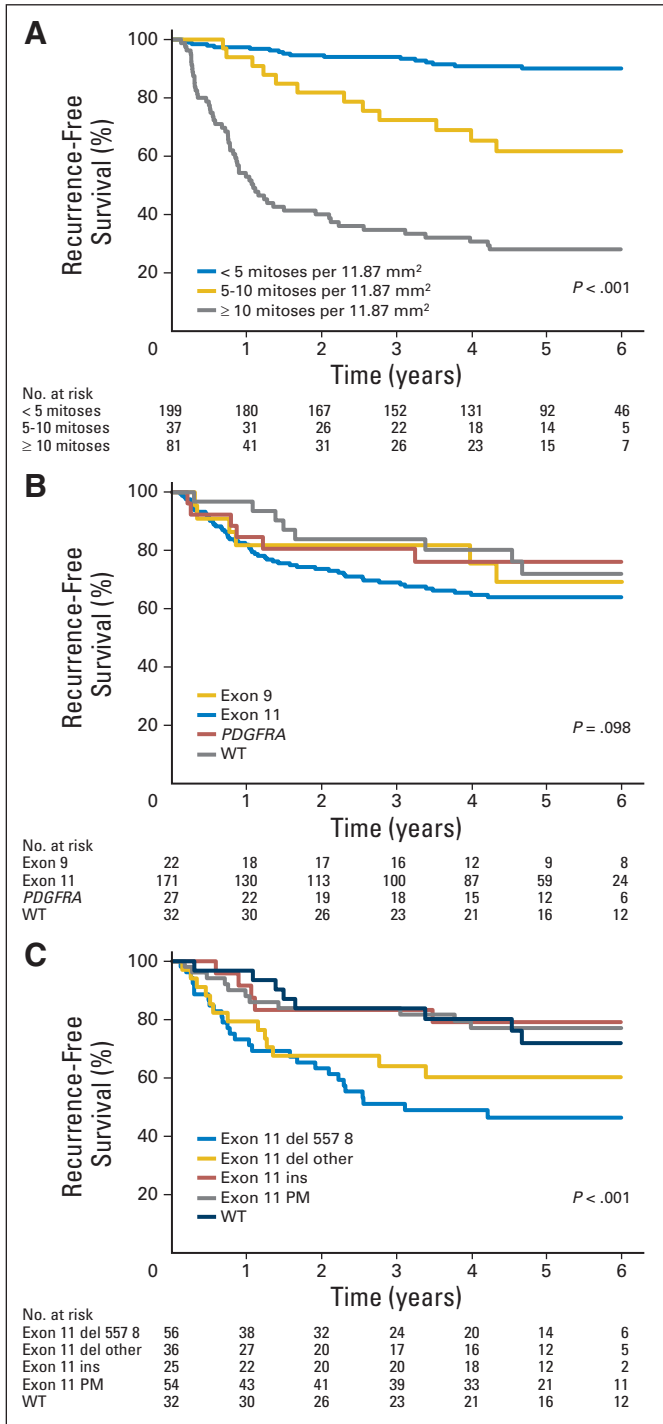 A
Recurrence-Free
Survival (%)
100
80
60
40
20
0
< 5 mitoses per 11.87 mm²
5-10 mitoses per 11.87 mm²
≥ 10 mitoses per 11.87 mm²
P < .001
1 2 3 4 5 6
Time (years)
No. at risk
< 5 mitoses 199 180 167 152 131 92 46
5-10 mitoses 37 31 26 22 18 14 5
≥ 10 mitoses 81 41 31 26 23 15 7
B
Recurrence-Free
Survival (%)
100
80
60
40
20
0
Exon 9
Exon 11
PDGFRA
WT
P = .098
1 2 3 4 5 6
Time (years)
No. at risk
Exon 9 22 18 17 16 12 9 8
Exon 11 171 130 113 100 87 59 24
PDGFRA 27 22 19 18 15 12 6
WT 32 30 26 23 21 16 12
C
Recurrence-Free
Survival (%)
100
80
60
40
20
0
Exon 11 del 557 8
Exon 11 del other
Exon 11 ins
Exon 11 PM
WT
P < .001
1 2 3 4 5 6
Time (years)
No. at risk
Exon 11 del 557 8 56 38 32 24 20 14 6
Exon 11 del other 36 27 20 17 16 12 5
Exon 11 ins 25 22 20 20 18 12 2
Exon 11 PM 54 43 41 39 33 21 11
WT 32 30 26 23 21 16 12